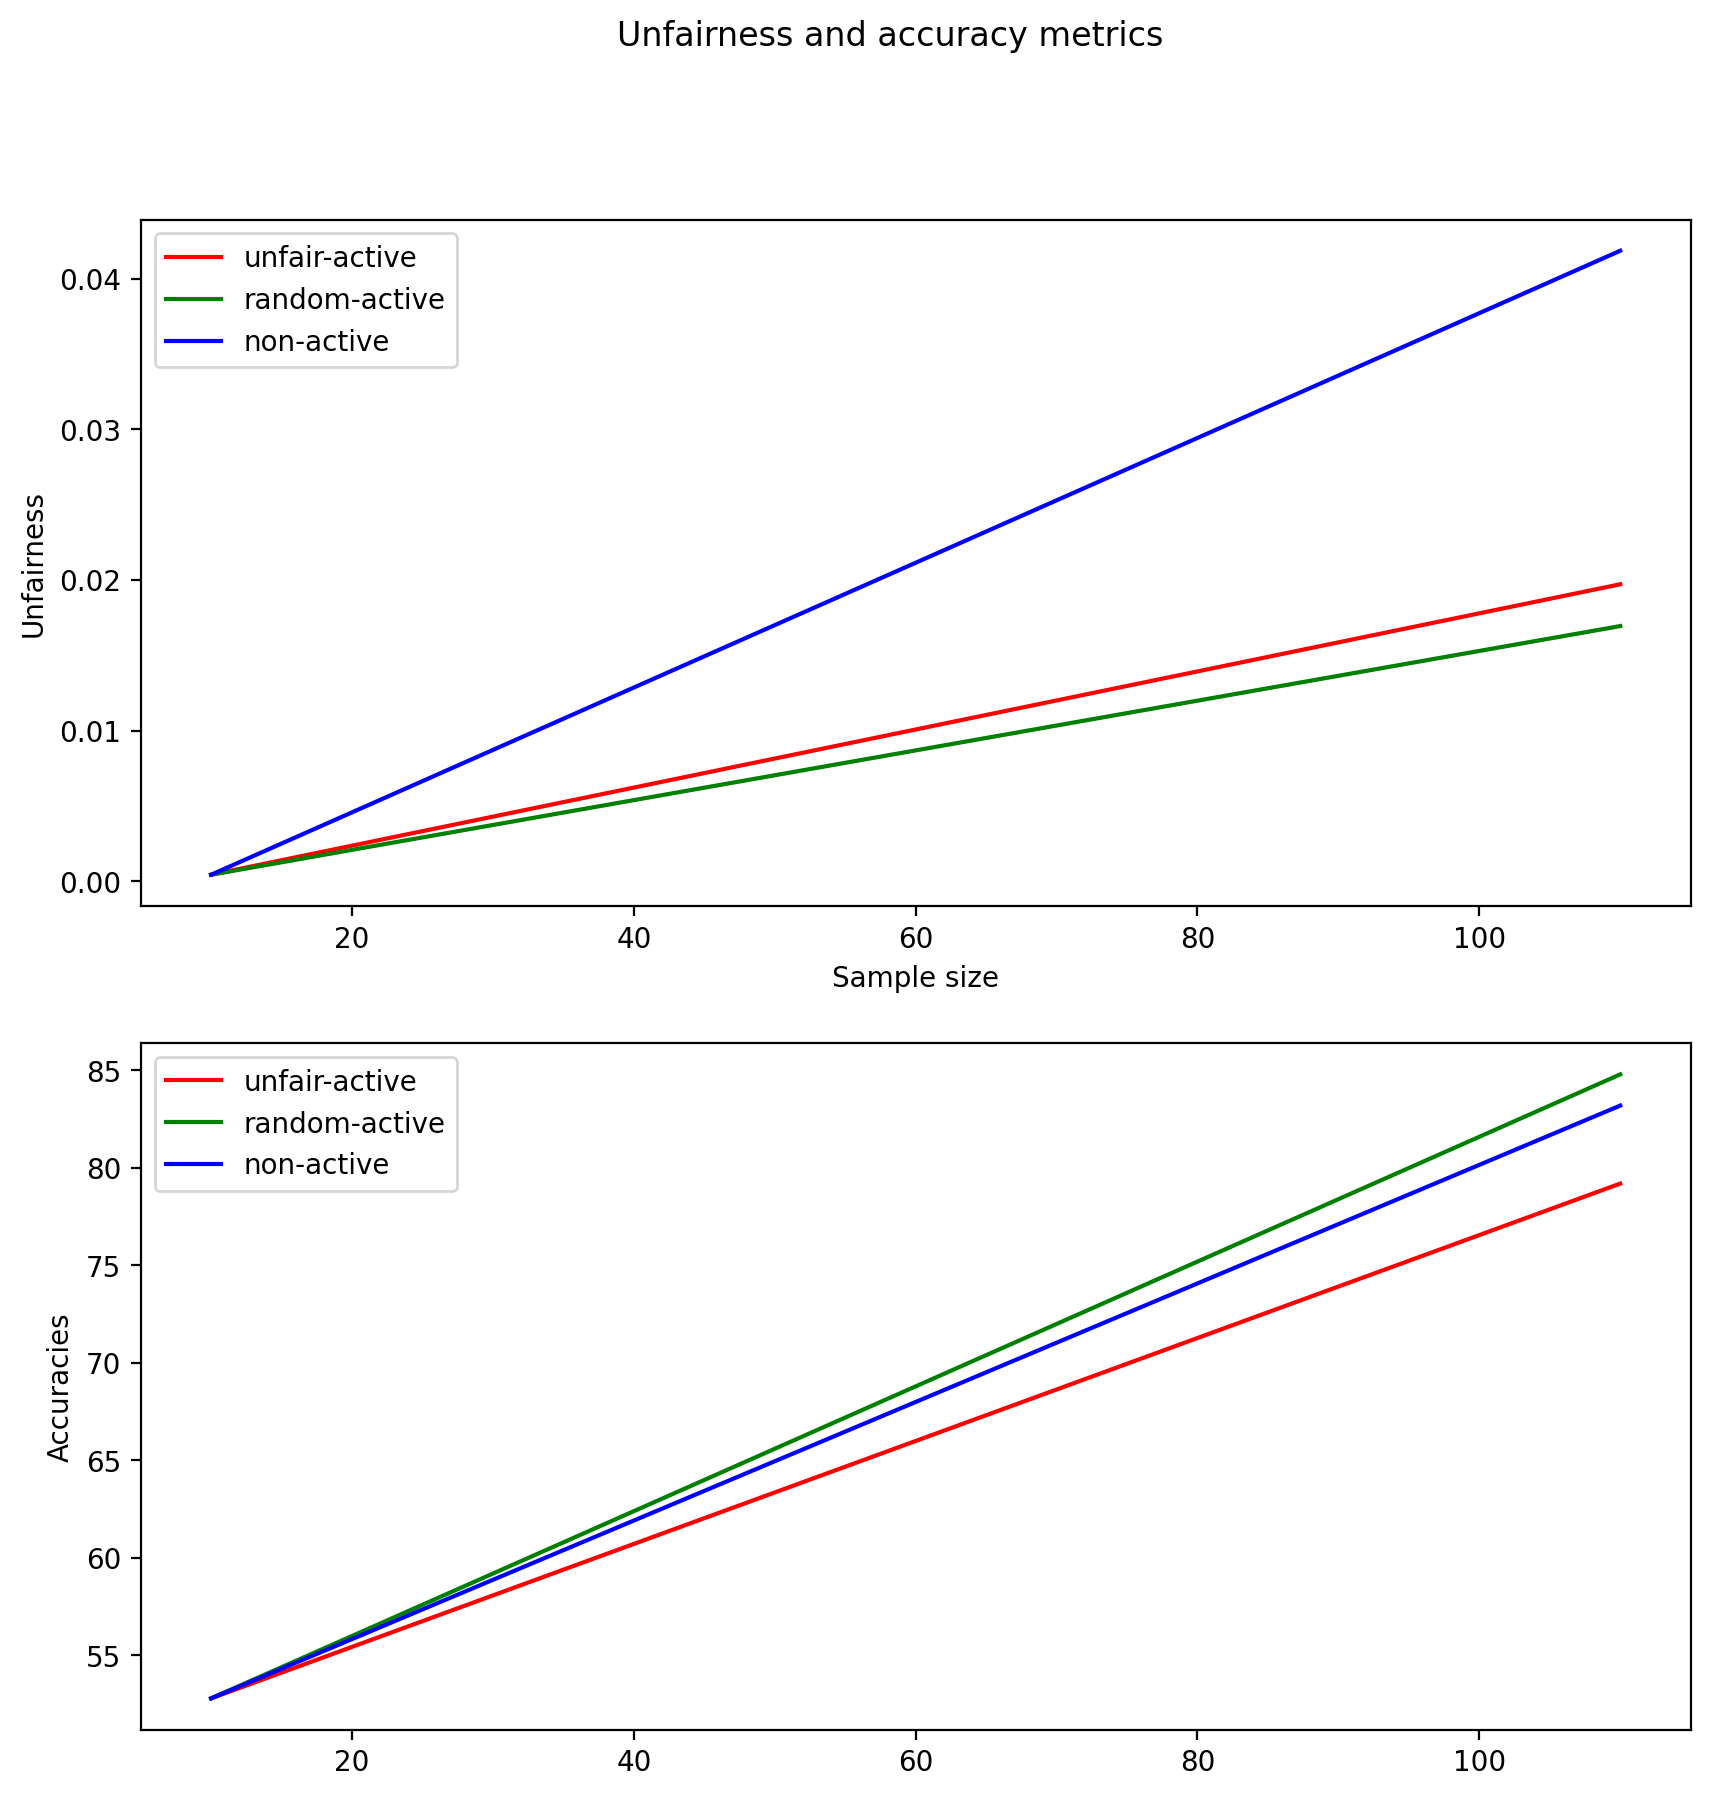 Unfairness and accuracy metrics
unfair-active
random-active
non-active
0.04
0.03
0.02
0.01
0.00
Unfairness
20 40 60 80 100
Sample size
unfair-active
random-active
non-active
85
80
75
70
65
60
55
Accuracies
20 40 60 80 100